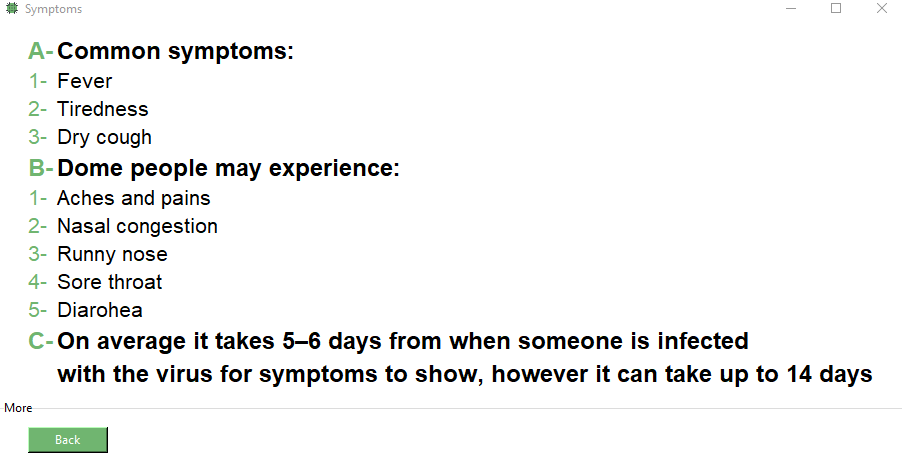 Symptoms
A- Common symptoms:
1- Fever
2- Tiredness
3- Dry cough
B- Dome people may experience:
1- Aches and pains
2- Nasal congestion
3- Runny nose
4- Sore throat
5- Diarohea
C- On average it takes 5–6 days from when someone is infected
with the virus for symptoms to show, however it can take up to 14 days
More
Back